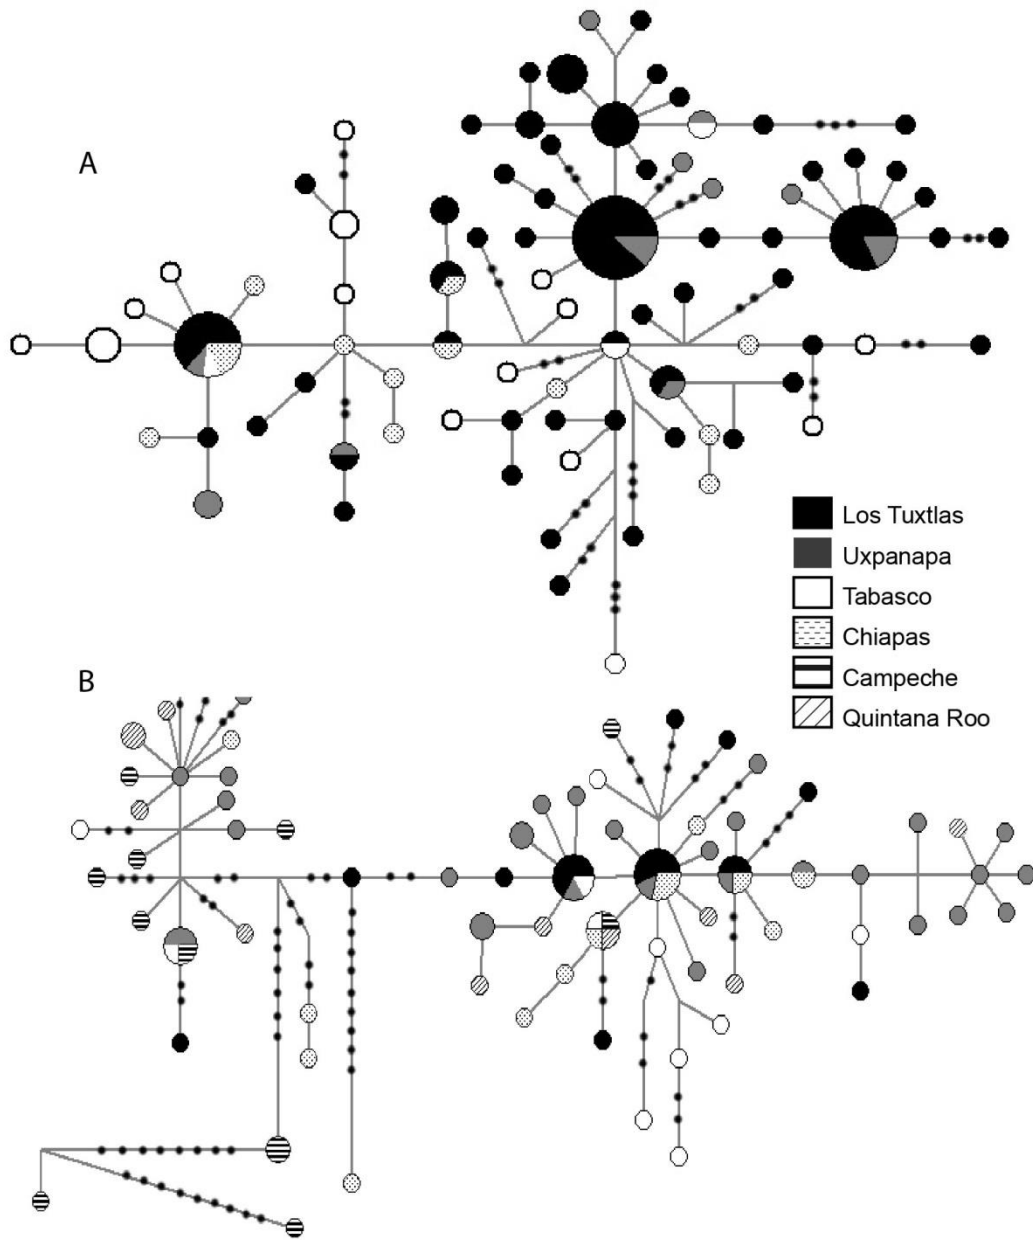 A
Los Tuxtlas
Uxpanapa
Tabasco
Chiapas
Campeche
Quintana Roo
B